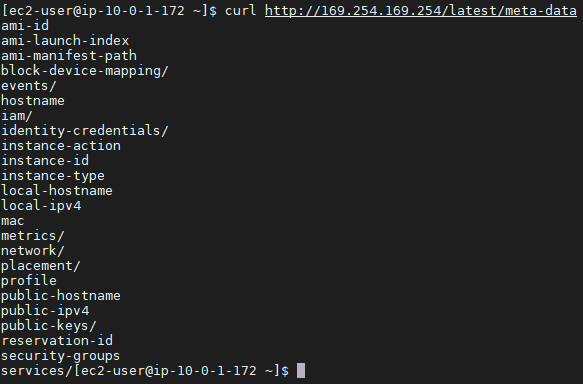 [ec2-user@ip-10-0-1-172 ~]$ curl http://169.254.169.254/latest/meta-data
ami-id
ami-launch-index
ami-manifest-path
block-device-mapping/
events/
hostname
iam/
identity-credentials/
instance-action
instance-id
instance-type
local-hostname
local-ipv4
mac
metrics/
network/
placement/
profile
public-hostname
public-ipv4
public-keys/
reservation-id
security-groups
services/[ec2-user@ip-10-0-1-172 ~]$